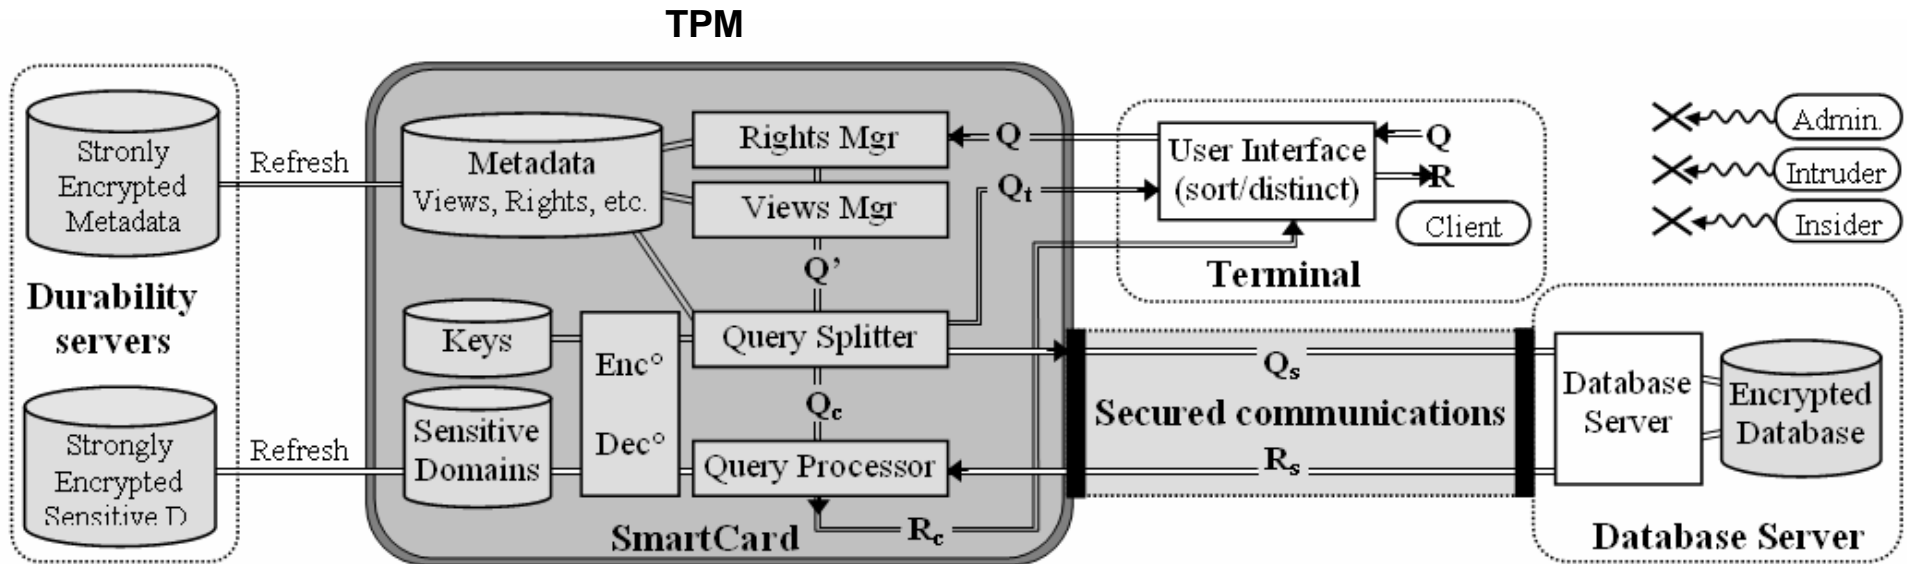 TPM
Stronly
Encrypted
Metadata
Durability
servers
Strongly
Encrypted
Sensitive D
Refresh
Refresh
Metadata
Views, Rights, etc.
Rights Mgr
Views Mgr
Q’
Keys
Enc°
Dec°
Query Splitter
Qc
Sensitive
Domains
Query Processor
Rc
SmartCard
Q
Qt
User Interface
(sort/distinct)
Q
R
Client
Terminal
Admin.
Intruder
Insider
Qs
Secured communications
Rs
Database
Server
Encrypted
Database
Database Server